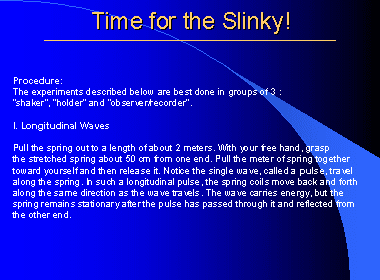 Time for the Slinky!
Procedure:
The experiments described below are best done in groups of 3 :
"shaker", "holder" and "observer/recorder".
I. Longitudinal Waves
Pull the spring out to a length of about 2 meters. With your free hand, grasp
the stretched spring about 50 cm from one end. Pull the meter of spring together
toward yourself and then release it. Notice the single wave, called a pulse, travel
along the spring. In such a longitudinal pulse, the spring coils move back and forth
along the same direction as the wave travels. The wave carries energy, but the
spring remains stationary after the pulse has passed through it and reflected from
the other end.